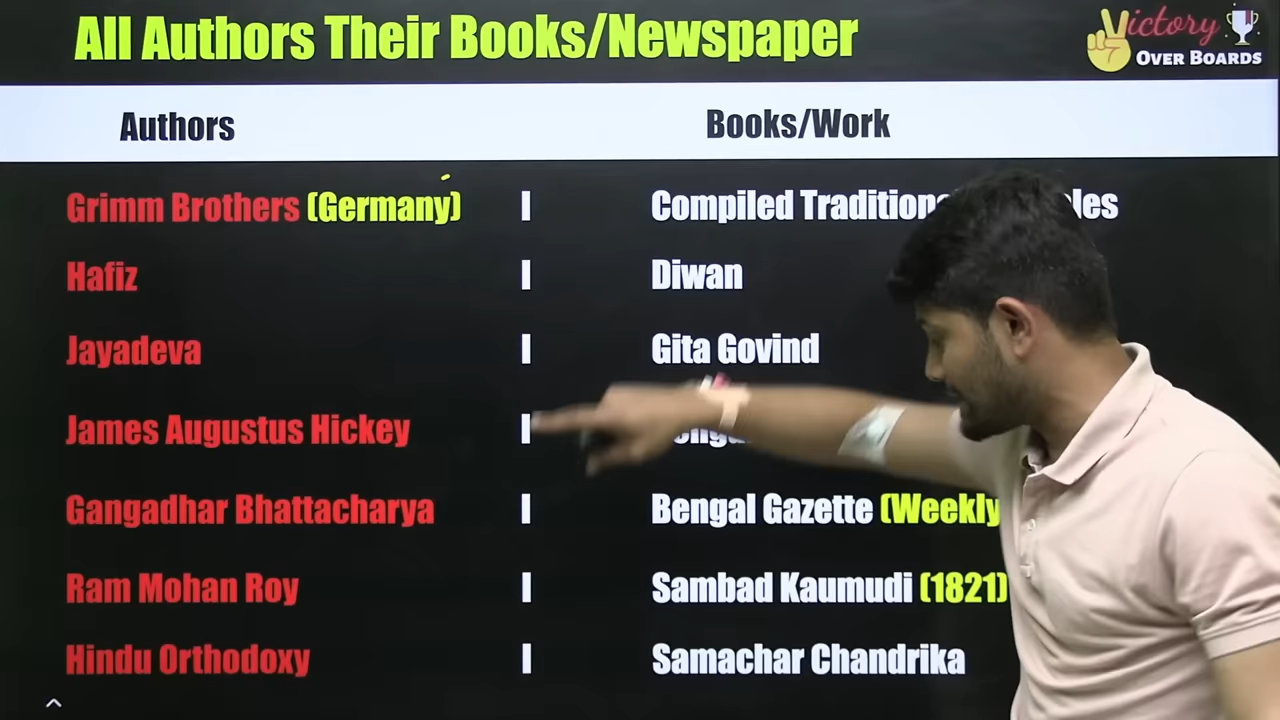 All Authors Their Books/Newspaper
Victory
OVER BOARDS
Authors Books/Work
Grimm Brothers (Germany) | Compiled
Hafiz | Diwan
Jayadeva | Gita Govind
James Augustus Hickey |
Gangadhar Bhattacharya | Bengal Gazette (Weekly
Ram Mohan Roy | Sambad Kaumudi (1821)
Hindu Orthodoxy | Samachar Chandrika